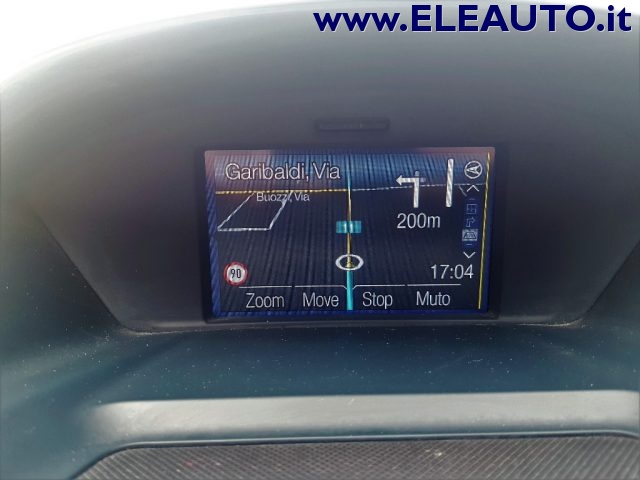 www.ELEAUTO.it
Garibaldi, Via
Buozzi, Via
200m
90
17:04
Zoom Move Stop Muto